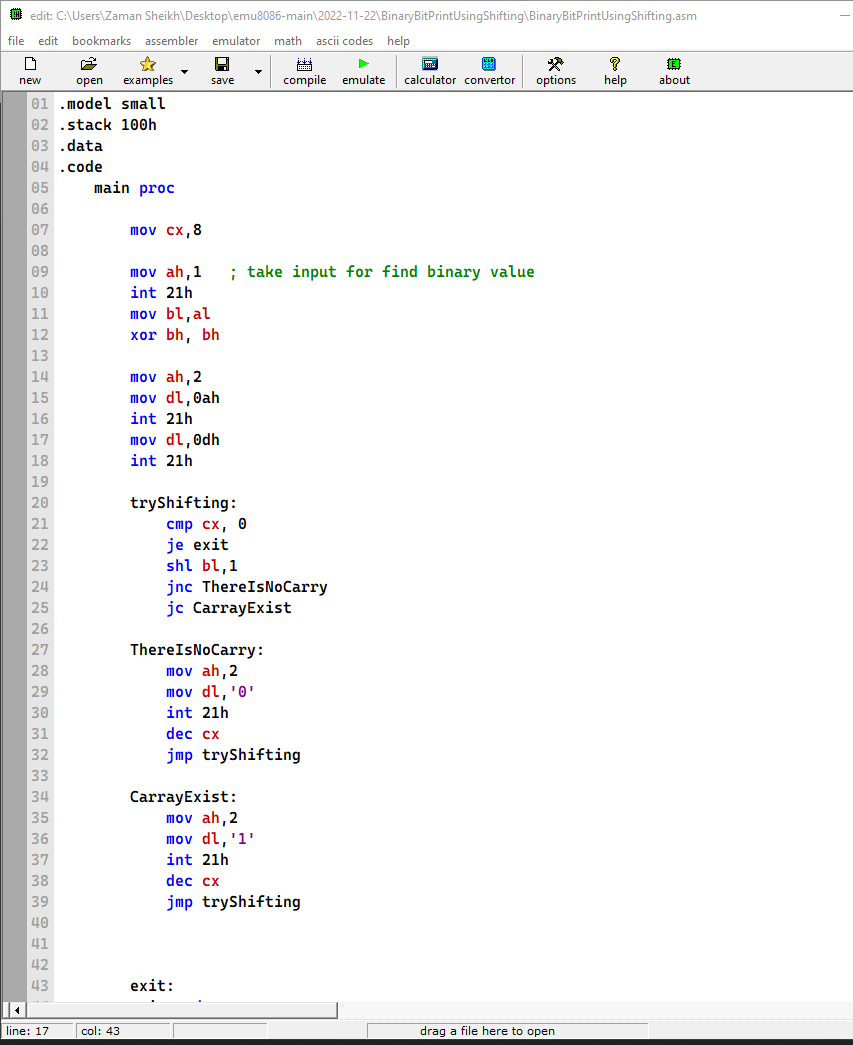 edit: C:\Users\Zaman Sheikh\Desktop\emu8086-main\2022-11-22\BinaryBitPrintUsingShifting\BinaryBitPrintUsingShifting.asm
file edit bookmarks assembler emulator math ascii codes help
new open examples save compile emulate calculator convertor options help about
01 .model small
02 .stack 100h
03 .data
04 .code
05     main proc
06
07         mov cx,8
08
09         mov ah,1   ; take input for find binary value
10         int 21h
11         mov bl,al
12         xor bh, bh
13
14         mov ah,2
15         mov dl,0ah
16         int 21h
17         mov dl,0dh
18         int 21h
19
20         tryShifting:
21             cmp cx, 0
22             je exit
23             shl bl,1
24             jnc ThereIsNoCarry
25             jc CarrayExist
26
27         ThereIsNoCarry:
28             mov ah,2
29             mov dl,'0'
30             int 21h
31             dec cx
32             jmp tryShifting
33
34         CarrayExist:
35             mov ah,2
36             mov dl,'1'
37             int 21h
38             dec cx
39             jmp tryShifting
40
41
42
43         exit:
line: 17 col: 43 drag a file here to open